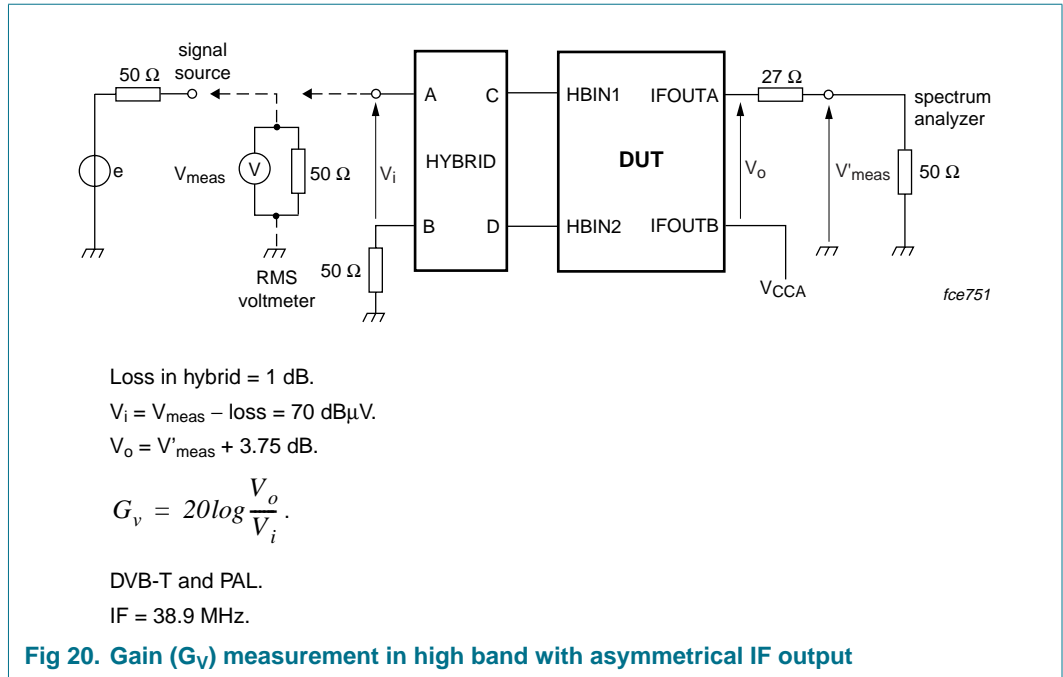 signal
source
50 Ω
27 Ω
A
C
HBIN1
IFOUTA
spectrum
analyzer
e
Vmeas
V
50 Ω
Vi
HYBRID
DUT
Vo
V'meas
50 Ω
B
D
HBIN2
IFOUTB
50 Ω
RMS
voltmeter
VCCA
fce751
Loss in hybrid = 1 dB.
Vi = Vmeas − loss = 70 dBμV.
Vo = V'meas + 3.75 dB.
Gv = 20log Vo/Vi.
DVB-T and PAL.
IF = 38.9 MHz.
Fig 20. Gain (GV) measurement in high band with asymmetrical IF output